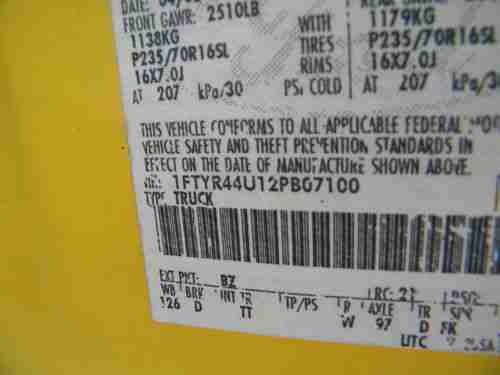 DATE:
FRONT GAWR: 2510LB
1138KG
P235/70R16SL
16X7.0J
AT 207 kPa/30
WITH
TIRES
RIMS
PSI COLD
1179KG
P235/70R16SL
16X7.0J
AT 207 kPa/30
THIS VEHICLE CONFORMS TO ALL APPLICABLE FEDERAL
VEHICLE SAFETY AND THEFT PREVENTION STANDARDS
EFFECT ON THE DATE OF MANUFACTURE SHOWN ABOVE
1FTYR44U12PB07100
TYPE TRUCK
EXT PNT: BZ RC: 21
WB BRK INT TR TP/PS R AXLE TR SPR
126 D TT W 97 D FK
UTC